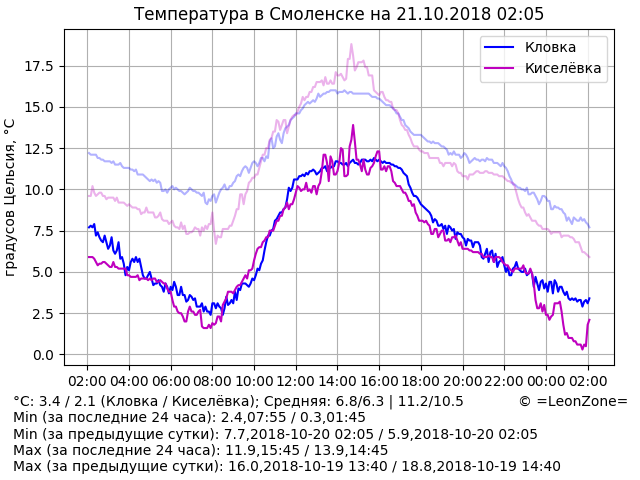 Температура в Смоленске на 21.10.2018 02:05
Кловка
Киселёвка
градусов Цельсия, °C
17.5
15.0
12.5
10.0
7.5
5.0
2.5
0.0
02:00 04:00 06:00 08:00 10:00 12:00 14:00 16:00 18:00 20:00 22:00 00:00 02:00
°C: 3.4 / 2.1 (Кловка / Киселёвка); Средняя: 6.8/6.3 | 11.2/10.5 © =LeonZone=
Min (за последние 24 часа): 2.4,07:55 / 0.3,01:45
Min (за предыдущие сутки): 7.7,2018-10-20 02:05 / 5.9,2018-10-20 02:05
Max (за последние 24 часа): 11.9,15:45 / 13.9,14:45
Max (за предыдущие сутки): 16.0,2018-10-19 13:40 / 18.8,2018-10-19 14:40